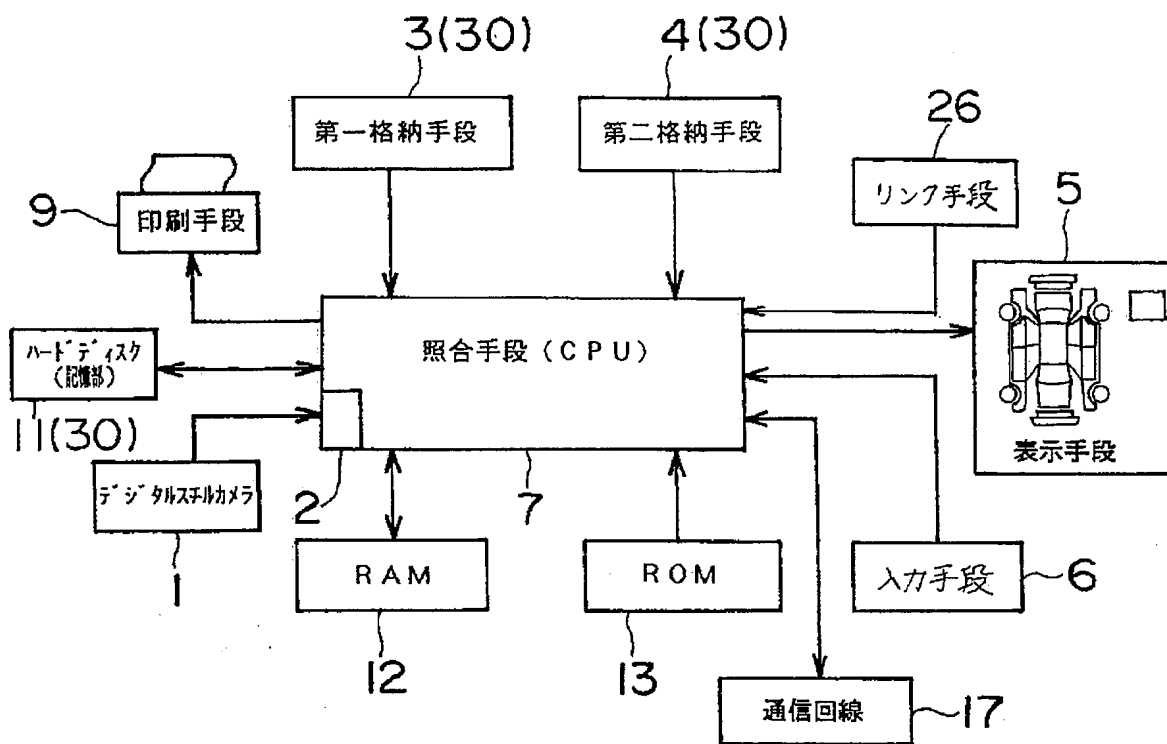 3(30)
4(30)
第一格納手段
第二格納手段
26
リンク手段
9
印刷手段
5
照合手段(CPU)
ハードディスク
(記憶部)
11(30)
表示手段
デジタルスチルカメラ
1
2
7
RAM
12
ROM
13
入力手段
6
通信回線
17